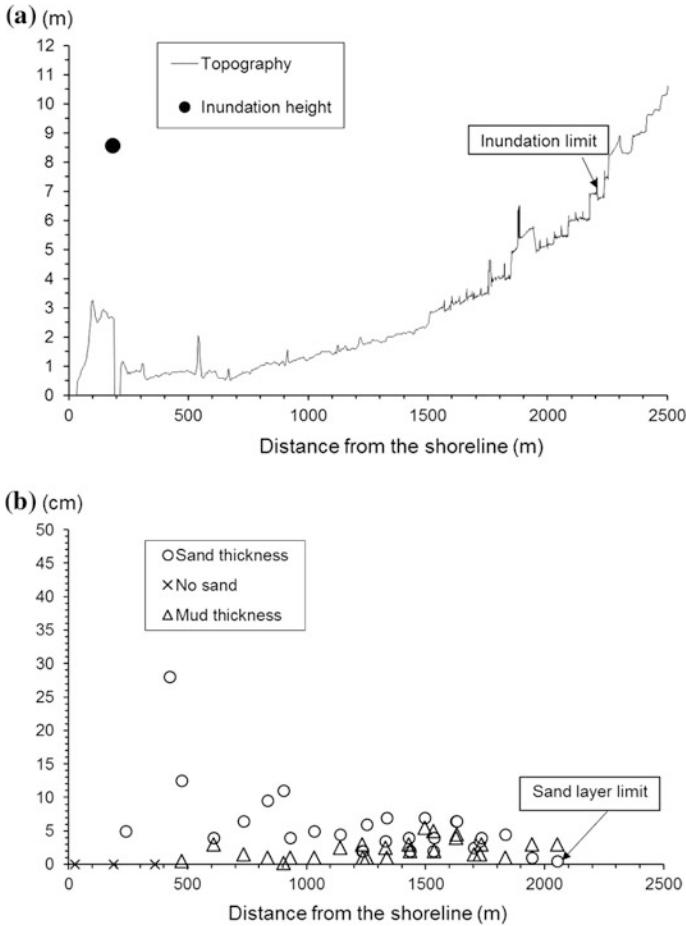 (a) (m)
12
11
10
9
8
7
6
5
4
3
2
1
0
Topography
Inundation height
Inundation limit
0 500 1000 1500 2000 2500
Distance from the shoreline (m)
(b) (cm)
50
45
40
35
30
25
20
15
10
5
0
Sand thickness
No sand
Mud thickness
Sand layer limit
0 500 1000 1500 2000 2500
Distance from the shoreline (m)